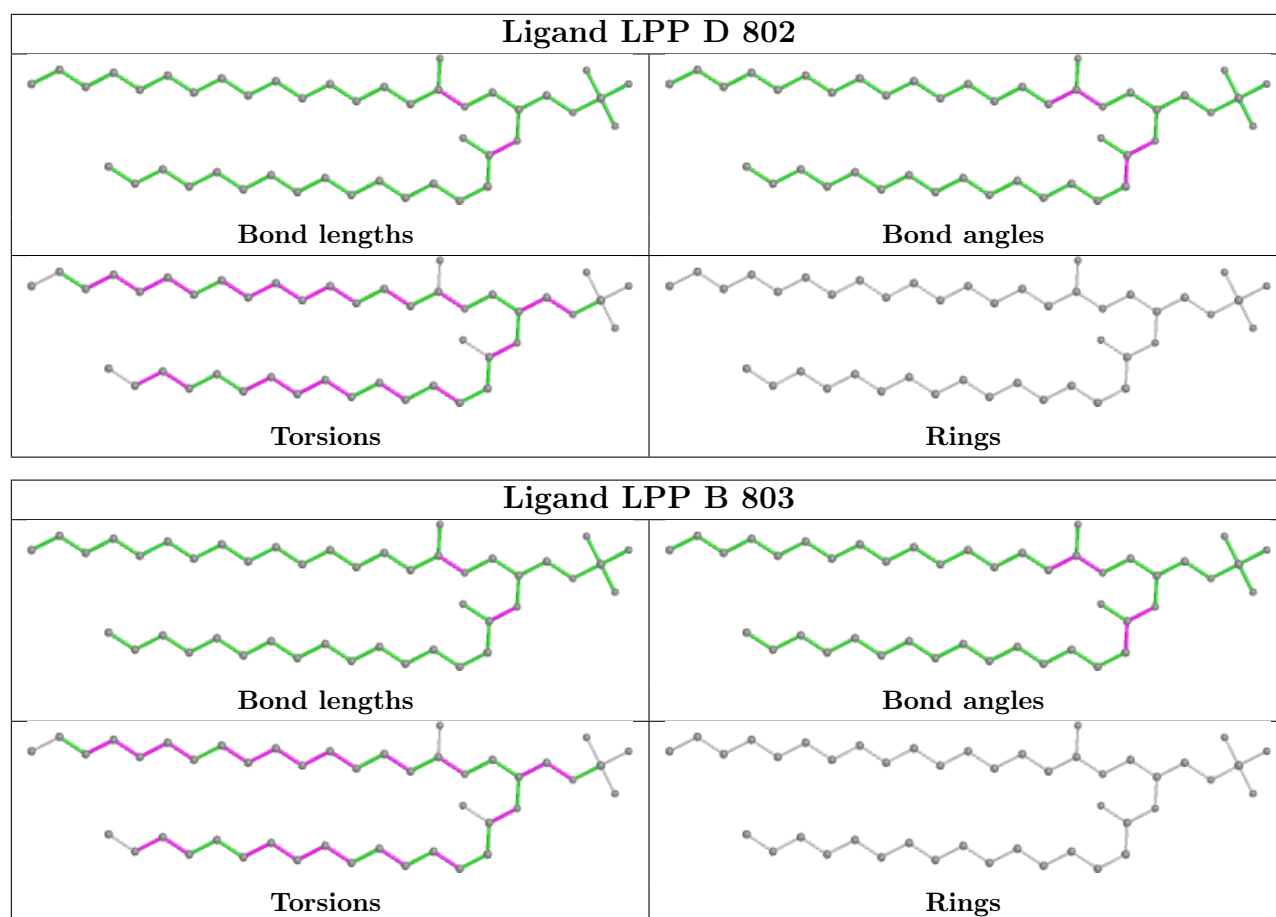 Ligand LPP D 802
Bond lengths
Bond angles
Torsions
Rings
Ligand LPP B 803
Bond lengths
Bond angles
Torsions
Rings